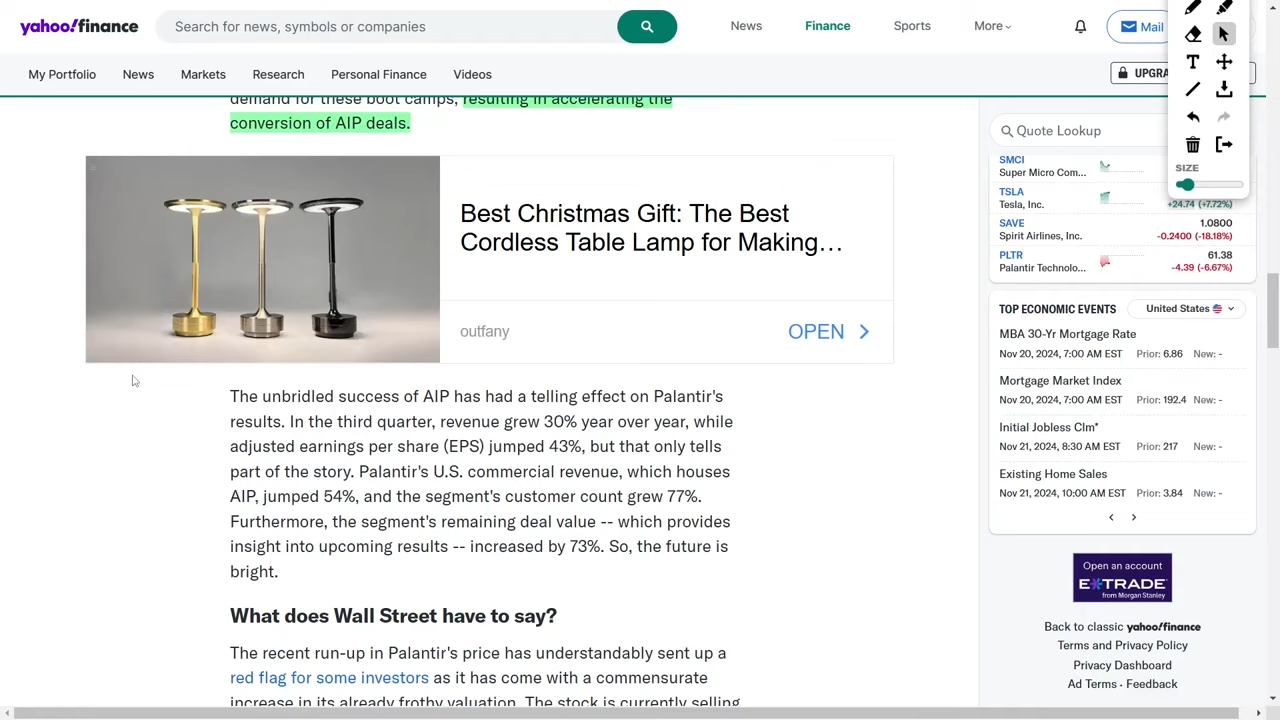 yahoo!finance
Search for news, symbols or companies
News
Finance
Sports
More
Mail
My Portfolio
News
Markets
Research
Personal Finance
Videos
UPGRA
demand for these boot camps, resulting in accelerating the
conversion of AIP deals.
Best Christmas Gift: The Best
Cordless Table Lamp for Making...
outfany
OPEN
The unbridled success of AIP has had a telling effect on Palantir's
results. In the third quarter, revenue grew 30% year over year, while
adjusted earnings per share (EPS) jumped 43%, but that only tells
part of the story. Palantir's U.S. commercial revenue, which houses
AIP, jumped 54%, and the segment's customer count grew 77%.
Furthermore, the segment's remaining deal value -- which provides
insight into upcoming results -- increased by 73%. So, the future is
bright.
What does Wall Street have to say?
The recent run-up in Palantir's price has understandably sent up a
red flag for some investors as it has come with a commensurate
increase in its already frothy valuation. The stock is currently selling
T
SIZE
Quote Lookup
SMCI
Super Micro Com...
TSLA
Tesla, Inc.
+24.74 (+7.72%)
SAVE
1.0800
Spirit Airlines, Inc.
-0.2400 (-18.18%)
PLTR
61.38
Palantir Technolo...
-4.39 (-6.67%)
TOP ECONOMIC EVENTS
United States
MBA 30-Yr Mortgage Rate
Nov 20, 2024, 7:00 AM EST Prior: 6.86 New: -
Mortgage Market Index
Nov 20, 2024, 7:00 AM EST Prior: 192.4 New: -
Initial Jobless Clm*
Nov 21, 2024, 8:30 AM EST Prior: 217 New: -
Existing Home Sales
Nov 21, 2024, 10:00 AM EST Prior: 3.84 New: -
Open an account
E*TRADE
from Morgan Stanley
Back to classic yahoo!finance
Terms and Privacy Policy
Privacy Dashboard
Ad Terms · Feedback